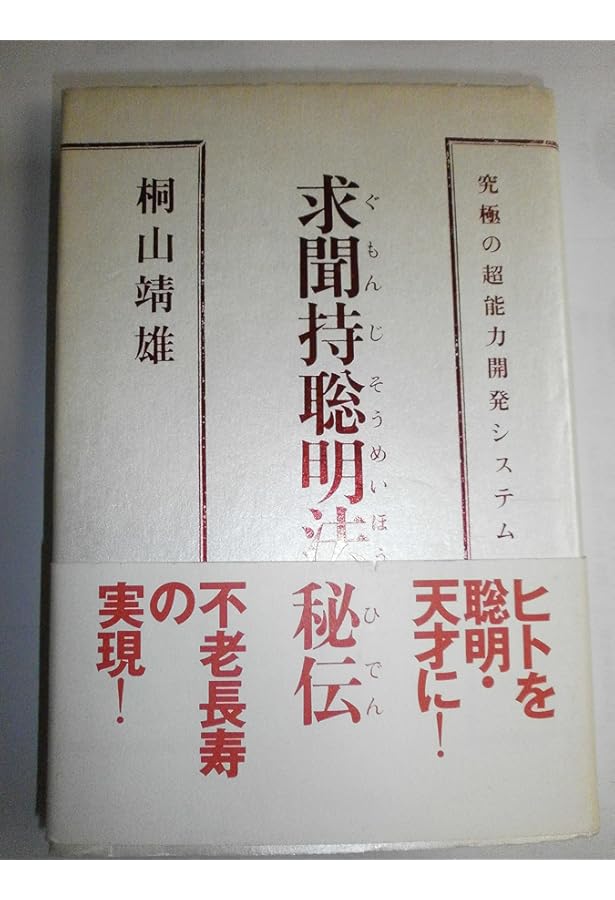 究極の超能力開発システム
求聞持聡明法
ぐもんじそうめいほう
秘伝
ひでん
桐山靖雄
ヒトを
聡明・
天才に！
不老長寿
の
実現！